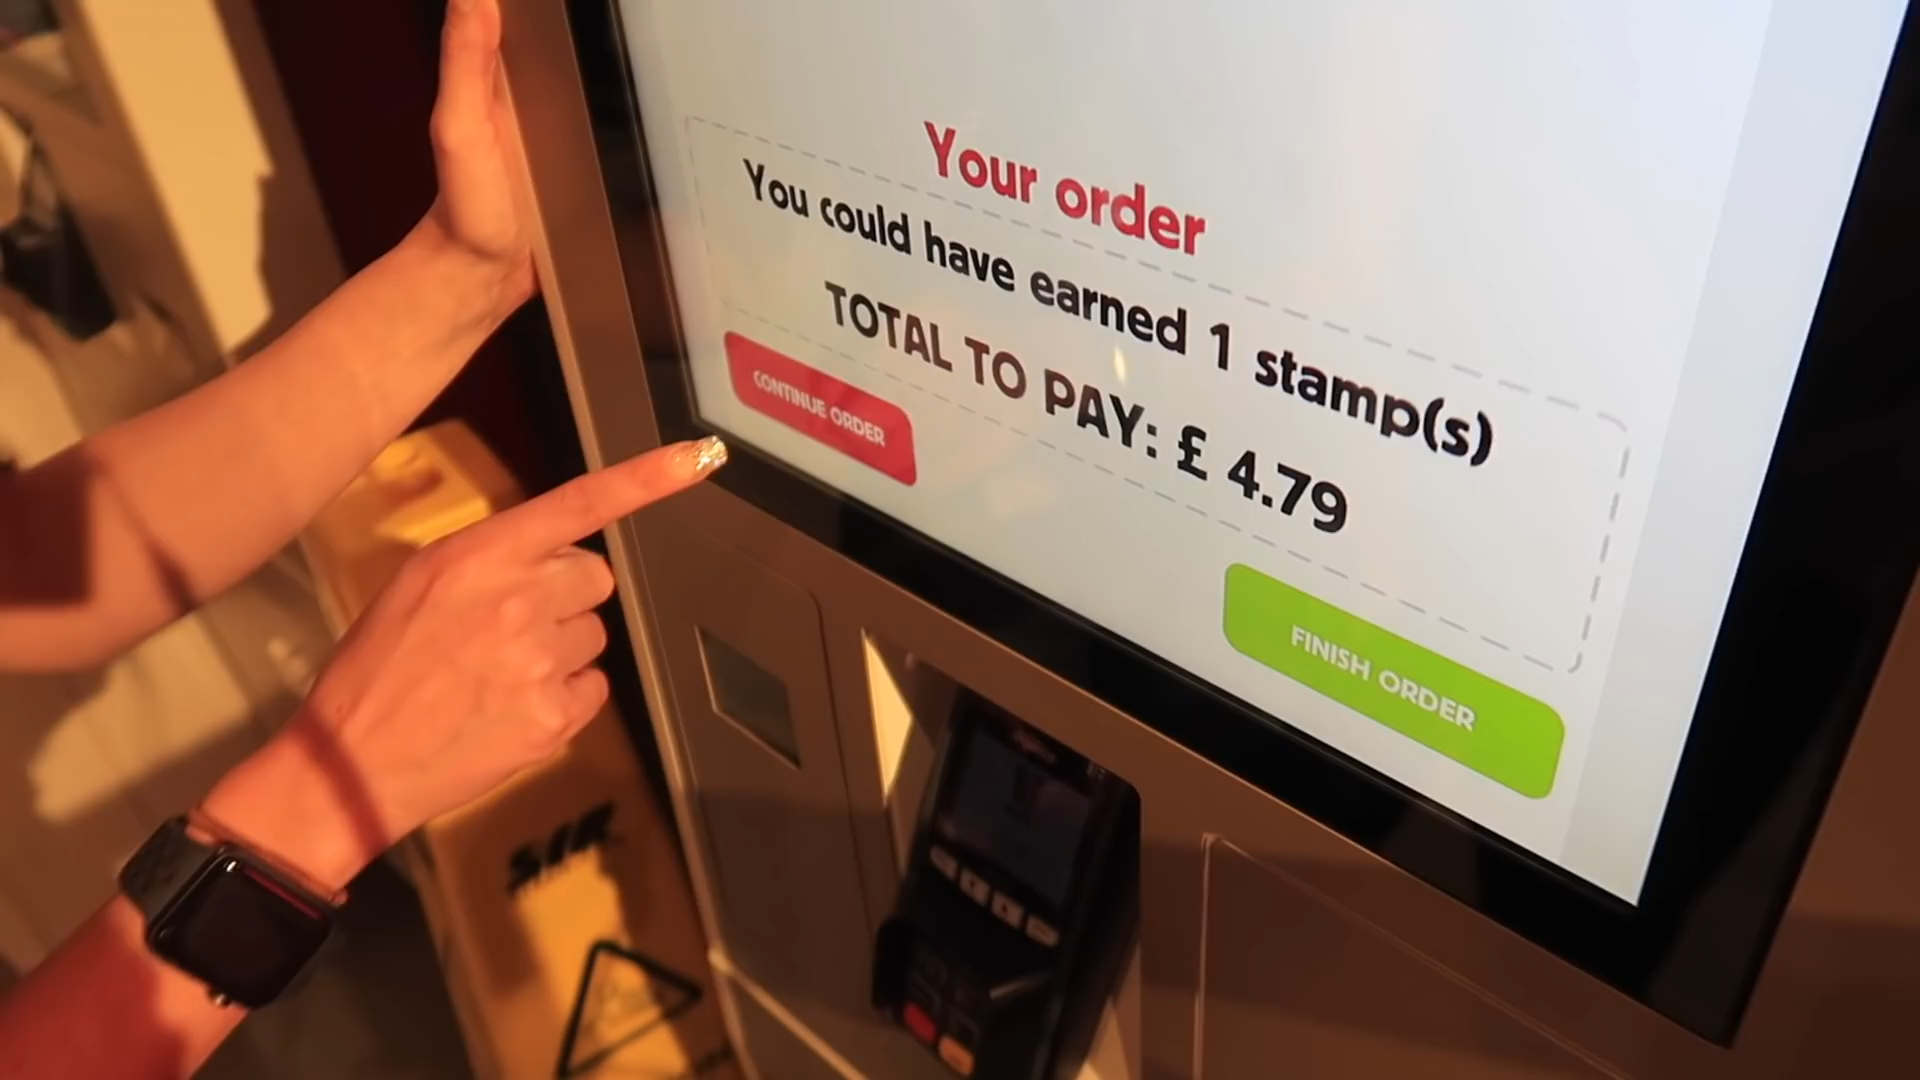 Your order
You could have earned 1 stamp(s)
TOTAL TO PAY: £ 4.79
CONTINUE ORDER
FINISH ORDER